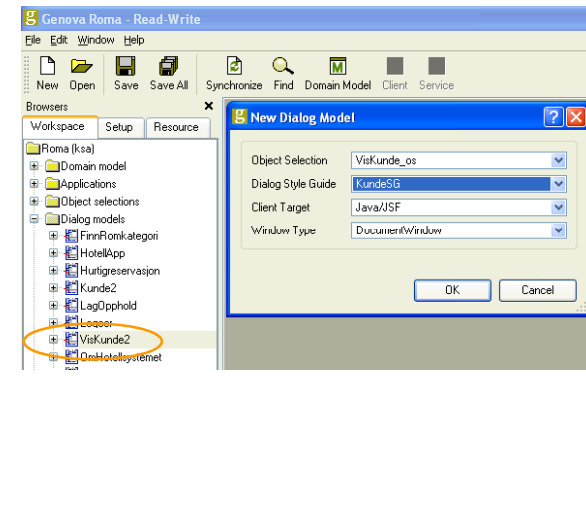 Genova Roma - Read-Write
File Edit Window Help
New Open Save Save All Synchronize Find Domain Model Client Service
Browsers
Workspace Setup Resource
Roma (ksa)
Domain model
Applications
Object selections
Dialog models
FinnRomkategori
HotellApp
Hurtigreservasjon
Kunde2
LagOpphold
VisKunde2
OmHotellsystemet
New Dialog Model
Object Selection VisKunde_os
Dialog Style Guide KundeSG
Client Target Java/JSF
Window Type DocumentWindow
OK Cancel